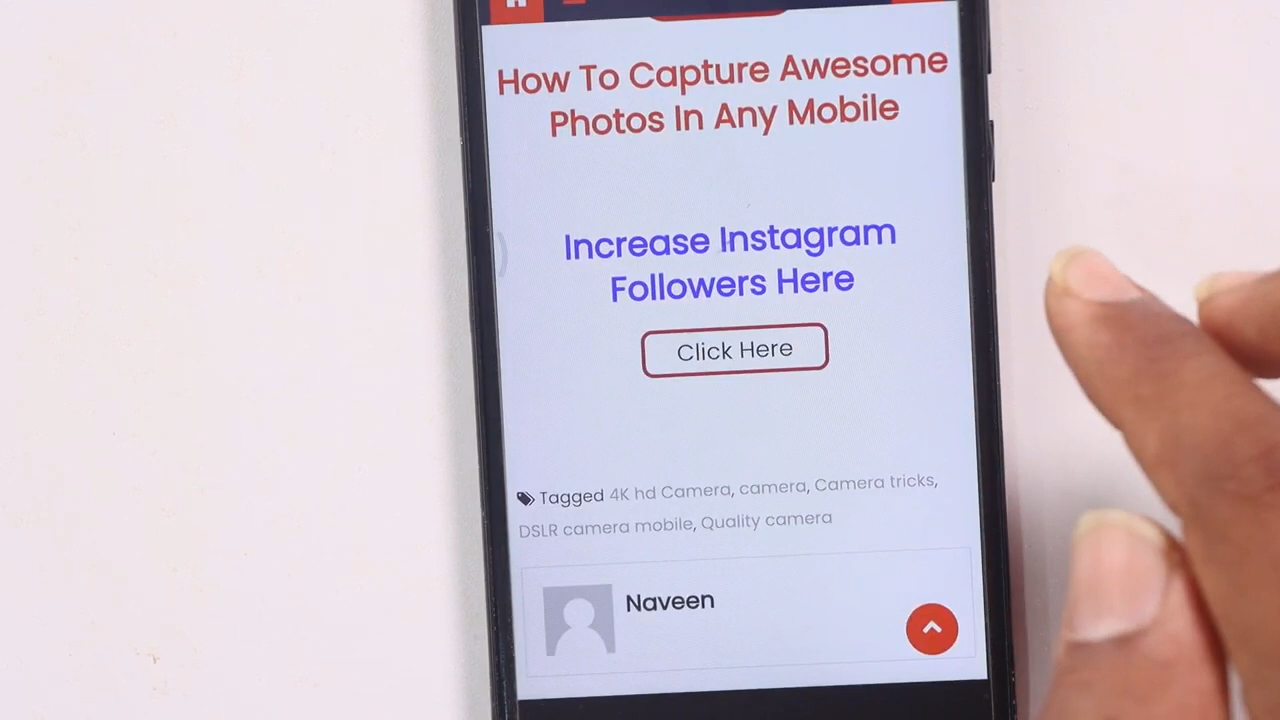 How To Capture Awesome
Photos In Any Mobile
Increase Instagram
Followers Here
Click Here
Tagged 4K hd Camera, camera, Camera tricks,
DSLR camera mobile, Quality camera
Naveen